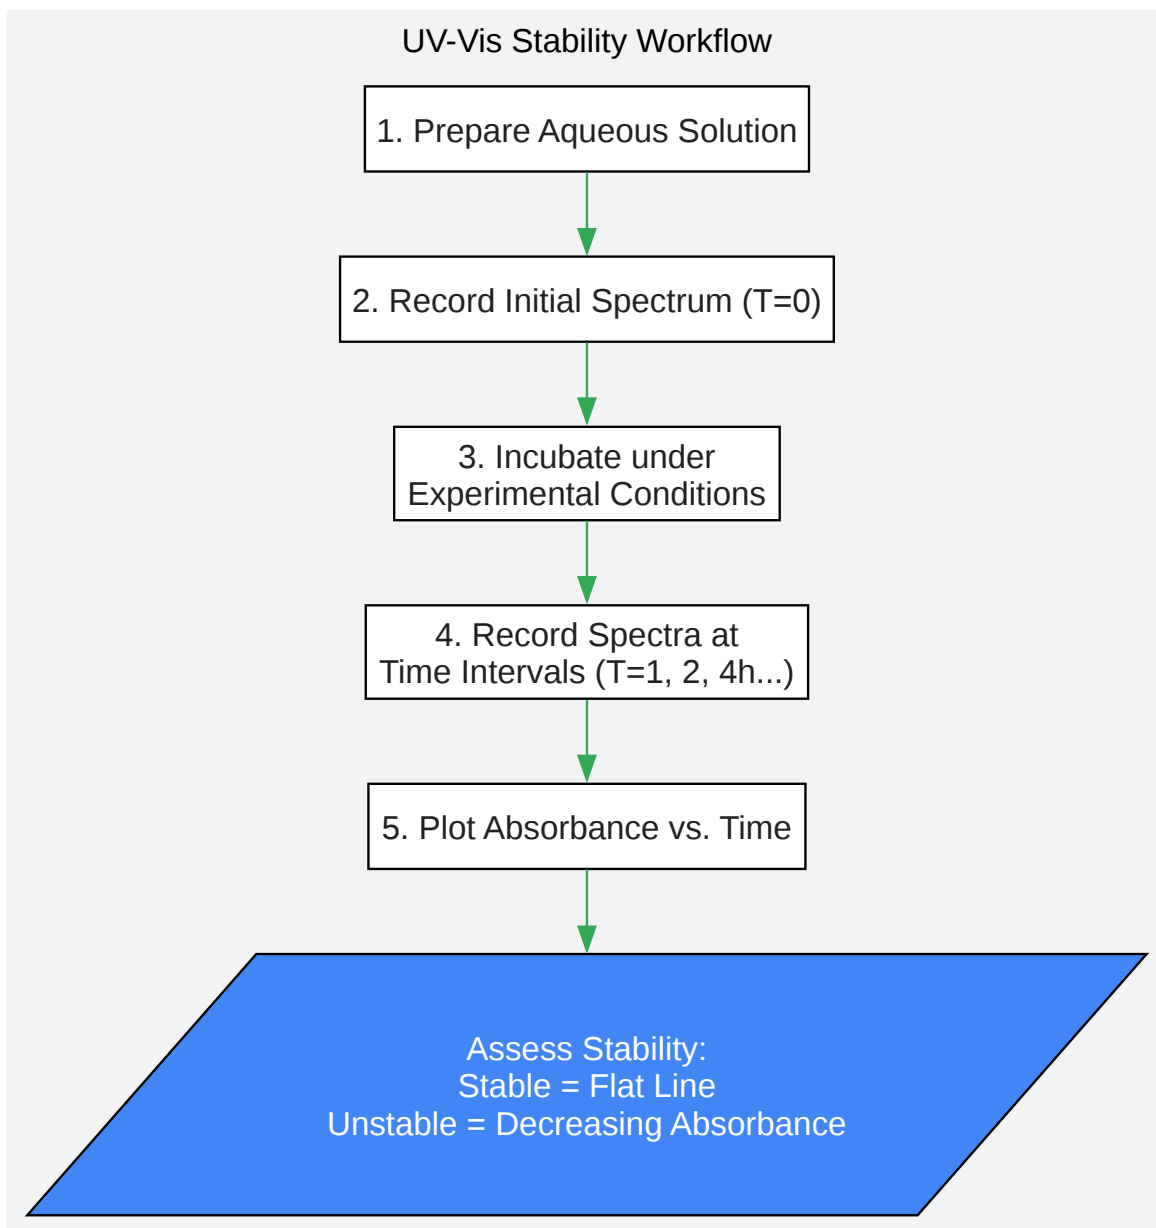 UV-Vis Stability Workflow
1. Prepare Aqueous Solution
2. Record Initial Spectrum (T=0)
3. Incubate under
Experimental Conditions
4. Record Spectra at
Time Intervals (T=1, 2, 4h...)
5. Plot Absorbance vs. Time
Assess Stability:
Stable = Flat Line
Unstable = Decreasing Absorbance